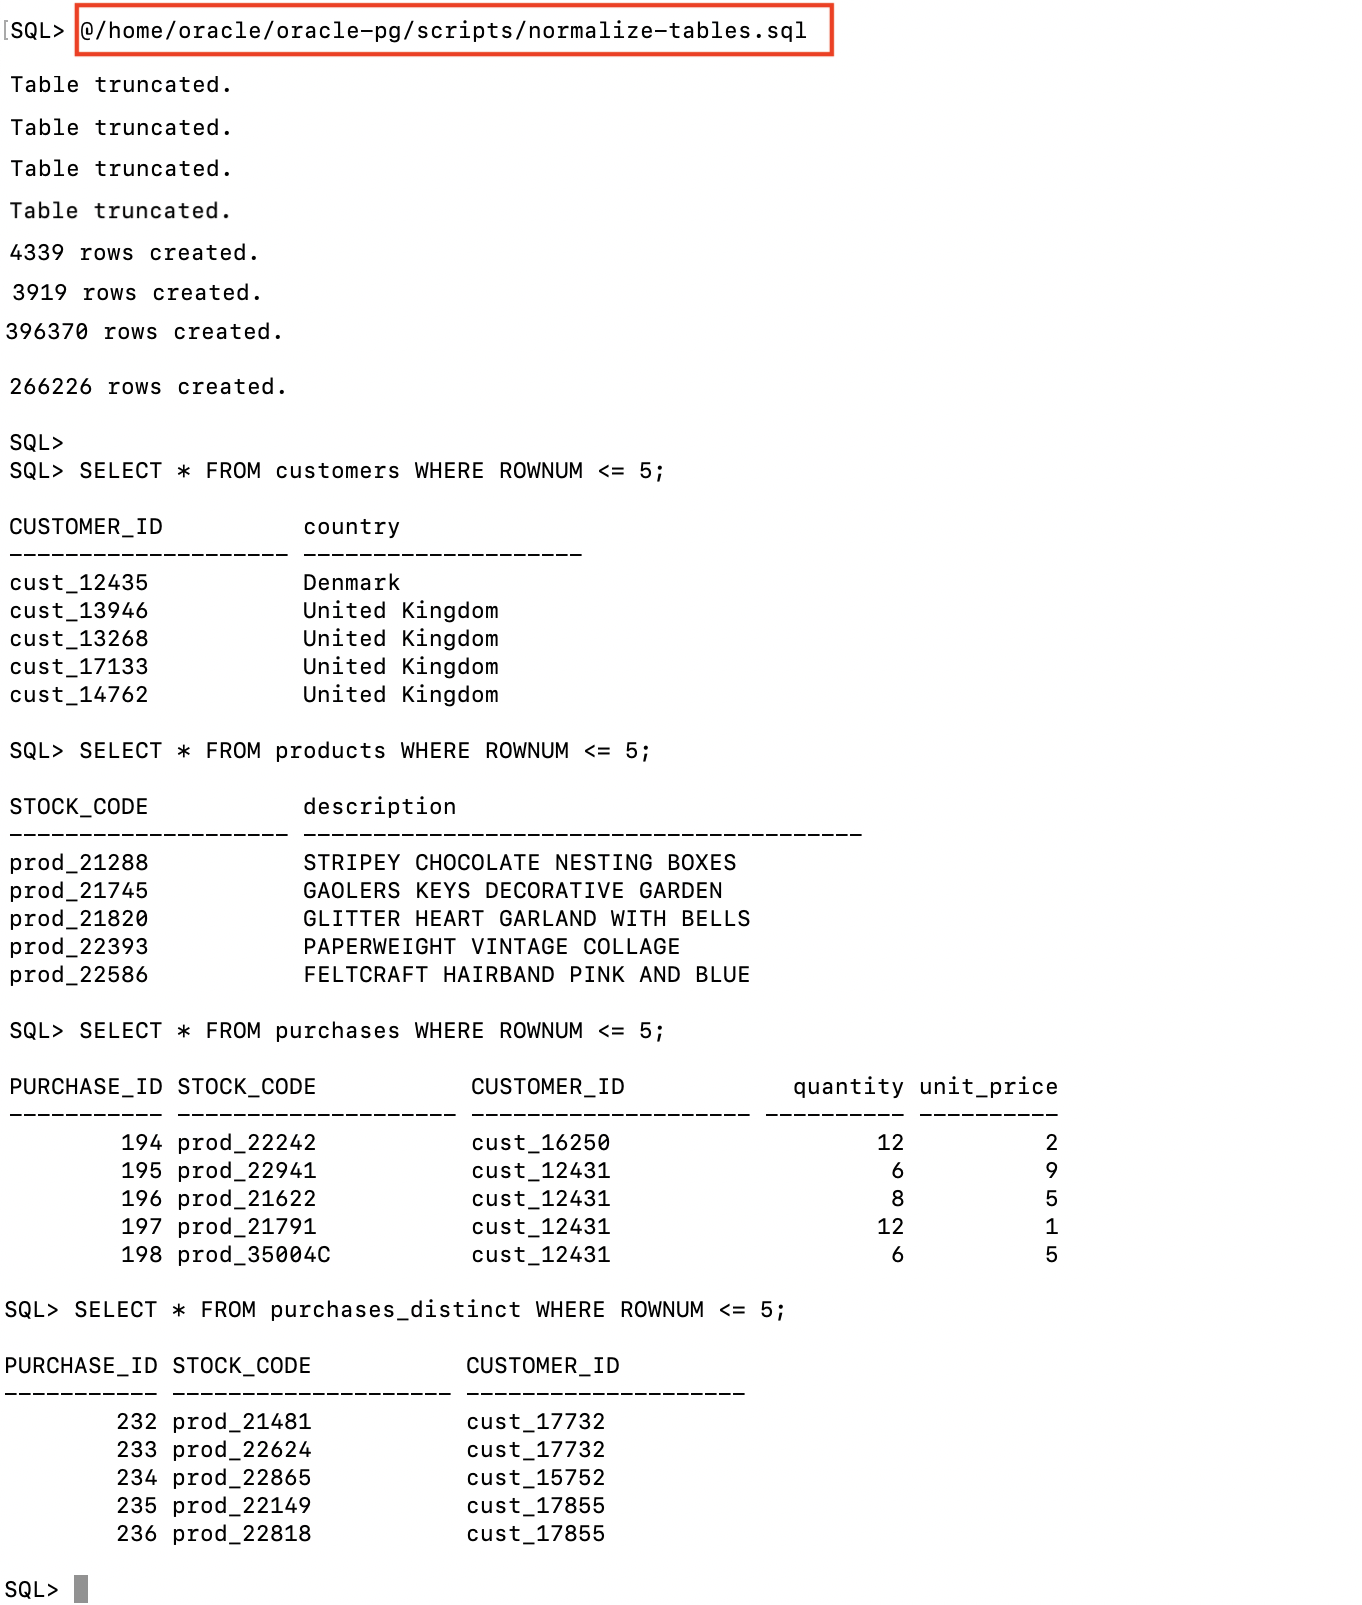 SQL> @/home/oracle/oracle-pg/scripts/normalize-tables.sql
Table truncated.
Table truncated.
Table truncated.
Table truncated.
4339 rows created.
3919 rows created.
396370 rows created.
266226 rows created.
SQL>
SQL> SELECT * FROM customers WHERE ROWNUM <= 5;
CUSTOMER_ID          country
-------------------- --------------------
cust_12435           Denmark
cust_13946           United Kingdom
cust_13268           United Kingdom
cust_17133           United Kingdom
cust_14762           United Kingdom
SQL> SELECT * FROM products WHERE ROWNUM <= 5;
STOCK_CODE           description
-------------------- ----------------------------------------
prod_21288           STRIPEY CHOCOLATE NESTING BOXES
prod_21745           GAOLERS KEYS DECORATIVE GARDEN
prod_21820           GLITTER HEART GARLAND WITH BELLS
prod_22393           PAPERWEIGHT VINTAGE COLLAGE
prod_22586           FELTCRAFT HAIRBAND PINK AND BLUE
SQL> SELECT * FROM purchases WHERE ROWNUM <= 5;
PURCHASE_ID STOCK_CODE           CUSTOMER_ID            quantity unit_price
----------- -------------------- -------------------- ---------- ----------
        194 prod_22242           cust_16250                   12          2
        195 prod_22941           cust_12431                    6          9
        196 prod_21622           cust_12431                    8          5
        197 prod_21791           cust_12431                   12          1
        198 prod_35004C          cust_12431                    6          5
SQL> SELECT * FROM purchases_distinct WHERE ROWNUM <= 5;
PURCHASE_ID STOCK_CODE           CUSTOMER_ID
----------- -------------------- --------------------
        232 prod_21481           cust_17732
        233 prod_22624           cust_17732
        234 prod_22865           cust_15752
        235 prod_22149           cust_17855
        236 prod_22818           cust_17855
SQL>